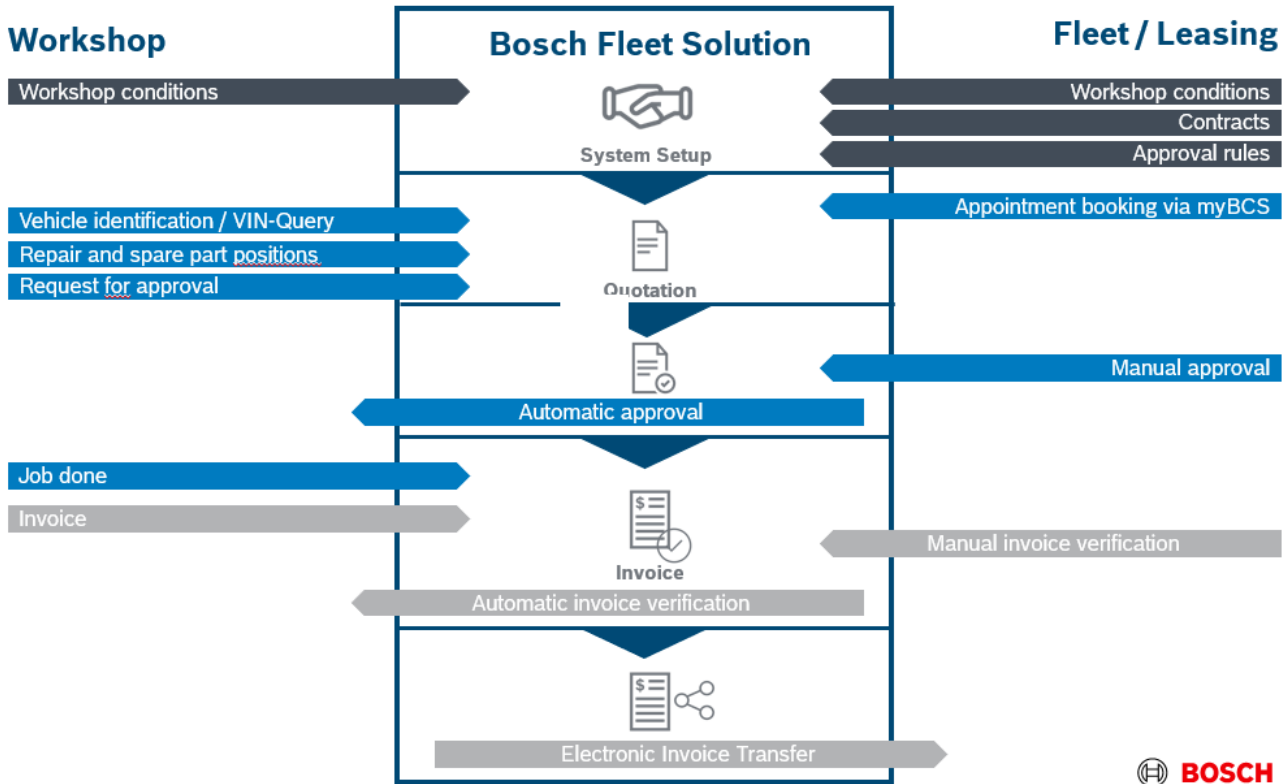 Workshop
Bosch Fleet Solution
Fleet / Leasing
Workshop conditions
Workshop conditions
Contracts
System Setup
Approval rules
Vehicle identification / VIN-Query
Appointment booking via myBCS
Repair and spare part positions
Request for approval
Quotation
Manual approval
Automatic approval
Job done
$
Invoice
Manual invoice verification
Invoice
Automatic invoice verification
$
Electronic Invoice Transfer
BOSCH